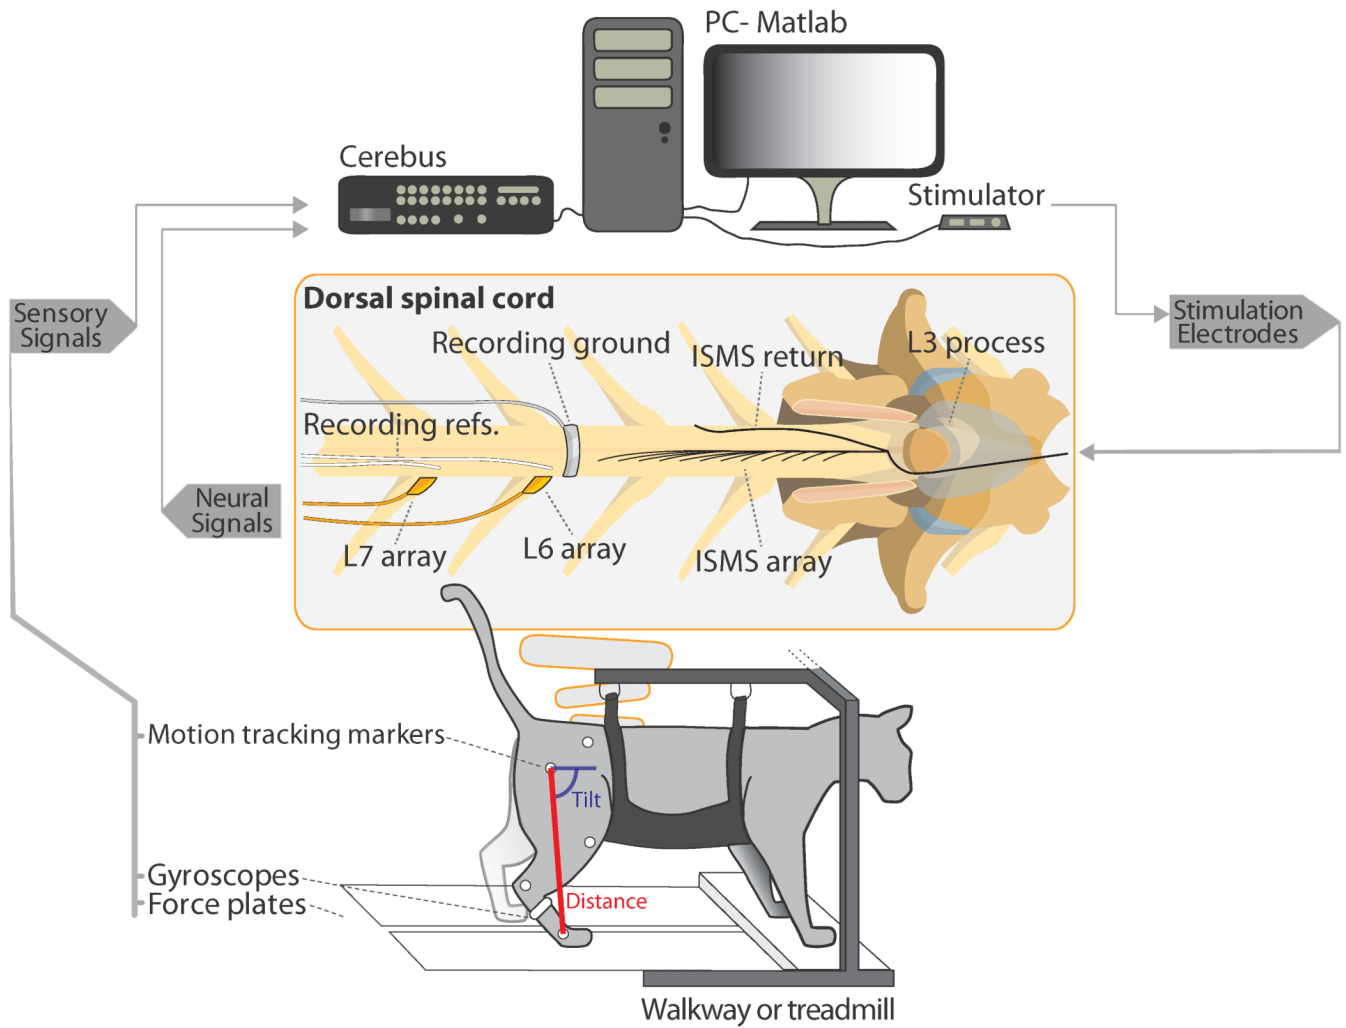 PC- Matlab
Cerebus
Stimulator
Sensory
Signals
Stimulation
Electrodes
Dorsal spinal cord
Recording ground
ISMS return
L3 process
Recording refs.
Neural
Signals
L7 array
L6 array
ISMS array
Motion tracking markers
Tilt
Gyroscopes
Force plates
Distance
Walkway or treadmill